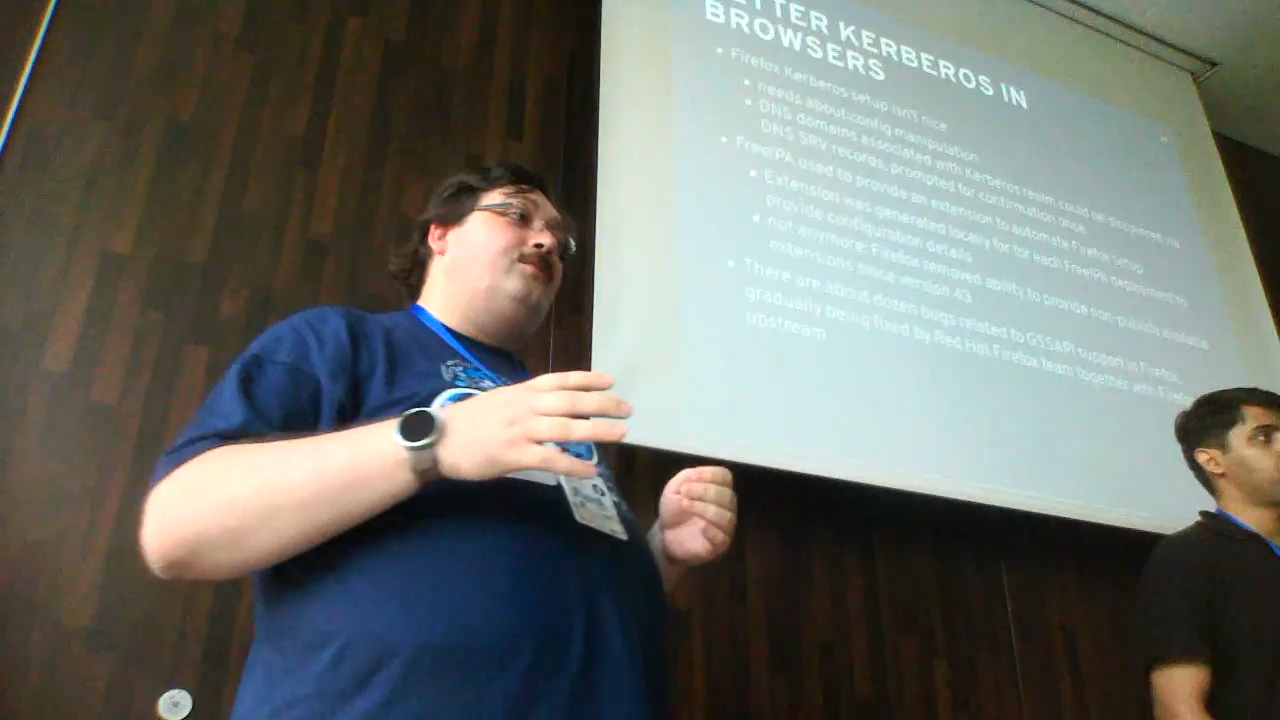 BETTER KERBEROS IN
BROWSERS
• Firefox Kerberos setup isn't nice
• needs about:config manipulation
• DNS domains associated with Kerberos realm could be discovered via
DNS SRV records, prompted for confirmation once
• FreeIPA used to provide an extension to automate Firefox setup
• Extension was generated locally for for each FreeIPA deployment to
provide configuration details
• not anymore: Firefox removed ability to provide non-publicly available
extensions since version 43
• There are about dozen bugs related to GSSAPI support in Firefox,
gradually being fixed by Red Hat Firefox team together with Firefox
upstream